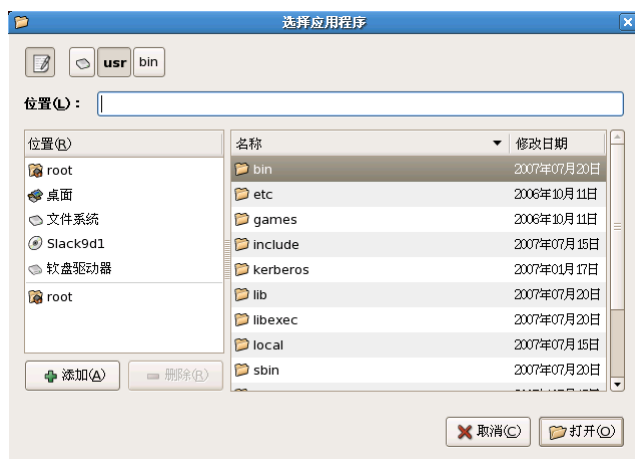 选择应用程序
usr bin
位置(L)：
位置(R)
root
桌面
文件系统
Slack9d1
软盘驱动器
root
添加(A) 删除(R)
名称 修改日期
bin 2007年07月20日
etc 2006年10月11日
games 2006年10月11日
include 2007年07月15日
kerberos 2007年01月17日
lib 2007年07月20日
libexec 2007年07月20日
local 2007年07月15日
sbin 2007年07月20日
取消(C) 打开(O)